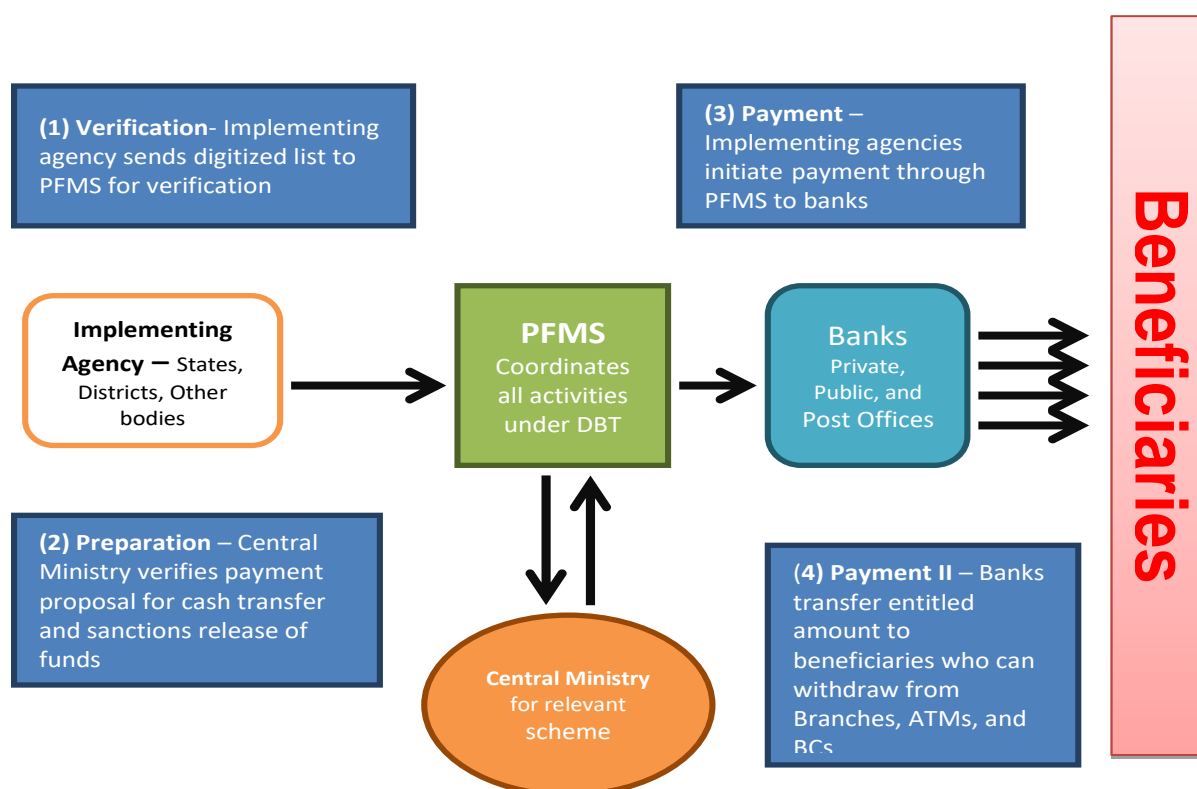 (1) Verification- Implementing
agency sends digitized list to
PFMS for verification
(3) Payment –
Implementing agencies
initiate payment through
PFMS to banks
Implementing
Agency – States,
Districts, Other
bodies
PFMS
Coordinates
all activities
under DBT
Banks
Private,
Public, and
Post Offices
Beneficiaries
(2) Preparation – Central
Ministry verifies payment
proposal for cash transfer
and sanctions release of
funds
Central Ministry
for relevant
scheme
(4) Payment II – Banks
transfer entitled
amount to
beneficiaries who can
withdraw from
Branches, ATMs, and
BCs